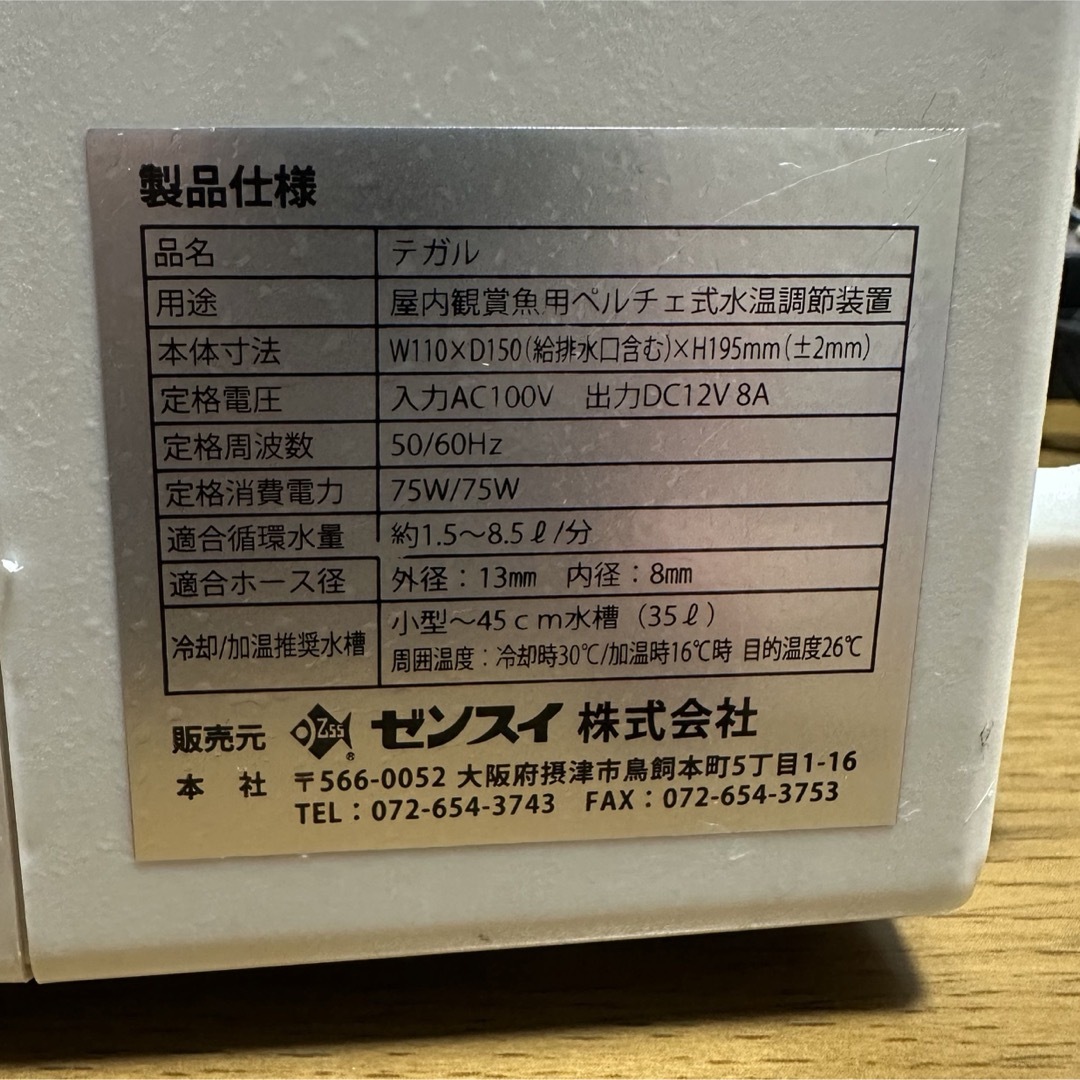 製品仕様
品名 テガル
用途 屋内観賞魚用ペルチェ式水温調節装置
本体寸法 W110×D150(給排水口含む)×H195mm(±2mm)
定格電圧 入力AC100V 出力DC12V 8A
定格周波数 50/60Hz
定格消費電力 75W/75W
適合循環水量 約1.5〜8.5ℓ/分
適合ホース径 外径：13㎜ 内径：8㎜
冷却/加温推奨水槽 小型〜45cm水槽（35ℓ）
周囲温度：冷却時30℃/加温時16℃時 目的温度26℃
販売元 Zss® ゼンスイ 株式会社
本社 〒566-0052 大阪府摂津市鳥飼本町5丁目1-16
TEL：072-654-3743 FAX：072-654-3753